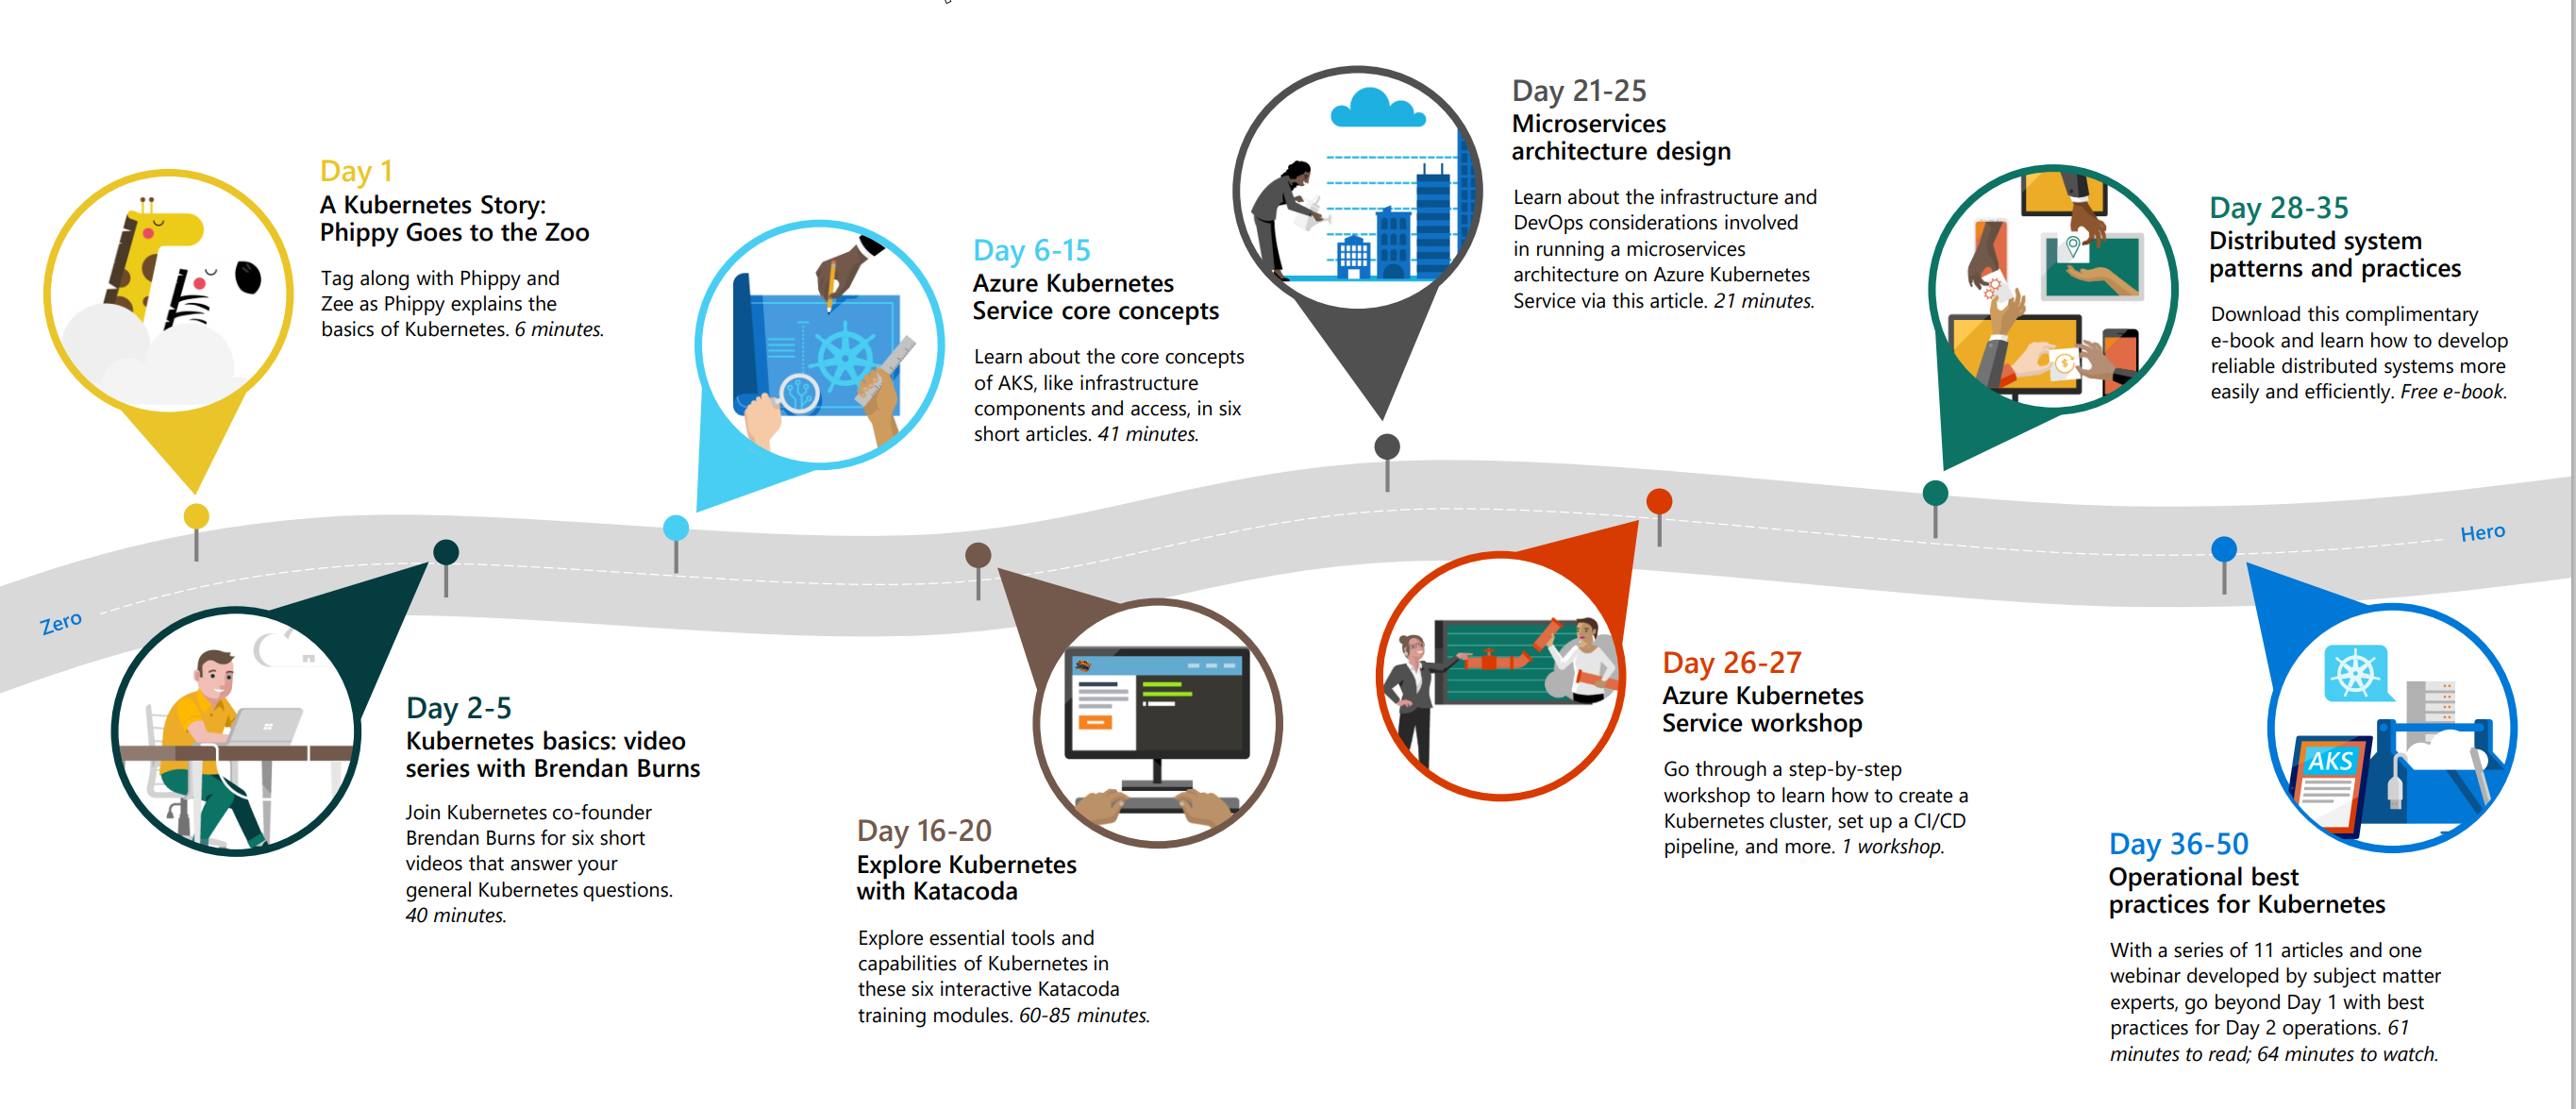 Day 1
A Kubernetes Story:
Phippy Goes to the Zoo
Tag along with Phippy and
Zee as Phippy explains the
basics of Kubernetes. 6 minutes.
Day 2-5
Kubernetes basics: video
series with Brendan Burns
Join Kubernetes co-founder
Brendan Burns for six short
videos that answer your
general Kubernetes questions.
40 minutes.
Day 6-15
Azure Kubernetes
Service core concepts
Learn about the core concepts
of AKS, like infrastructure
components and access, in six
short articles. 41 minutes.
Day 16-20
Explore Kubernetes
with Katacoda
Explore essential tools and
capabilities of Kubernetes in
these six interactive Katacoda
training modules. 60-85 minutes.
Day 21-25
Microservices
architecture design
Learn about the infrastructure and
DevOps considerations involved
in running a microservices
architecture on Azure Kubernetes
Service via this article. 21 minutes.
Day 26-27
Azure Kubernetes
Service workshop
Go through a step-by-step
workshop to learn how to create a
Kubernetes cluster, set up a CI/CD
pipeline, and more. 1 workshop.
Day 28-35
Distributed system
patterns and practices
Download this complimentary
e-book and learn how to develop
reliable distributed systems more
easily and efficiently. Free e-book.
Day 36-50
Operational best
practices for Kubernetes
With a series of 11 articles and one
webinar developed by subject matter
experts, go beyond Day 1 with best
practices for Day 2 operations. 61
minutes to read; 64 minutes to watch.
Zero
Hero
AKS